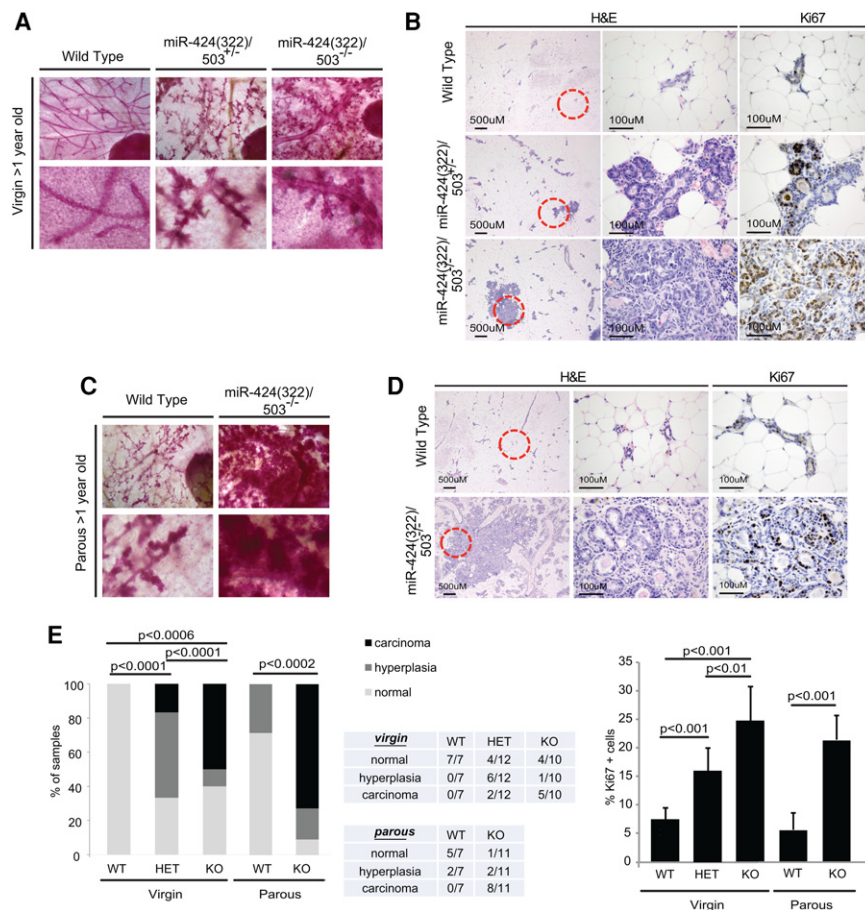 A
Wild Type
miR-424(322)/
503+/-
miR-424(322)/
503-/-
Virgin >1 year old
B
H&E
Ki67
Wild Type
500uM
100uM
100uM
miR-424(322)/
503+/-
500uM
100uM
100uM
miR-424(322)/
503-/-
500uM
100uM
100uM
C
Wild Type
miR-424(322)/
503-/-
Parous >1 year old
D
H&E
Ki67
Wild Type
500uM
100uM
100uM
miR-424(322)/
503-/-
500uM
100uM
100uM
E
p<0.0006
p<0.0001
p<0.0001
p<0.0002
% of samples
100
80
60
40
20
0
WT HET KO WT KO
Virgin Parous
carcinoma
hyperplasia
normal
virgin WT HET KO
normal 7/7 4/12 4/10
hyperplasia 0/7 6/12 1/10
carcinoma 0/7 2/12 5/10
parous WT KO
normal 5/7 1/11
hyperplasia 2/7 2/11
carcinoma 0/7 8/11
p<0.001
p<0.01
p<0.001
p<0.001
% Ki67 + cells
35
30
25
20
15
10
5
0
WT HET KO WT KO
Virgin Parous